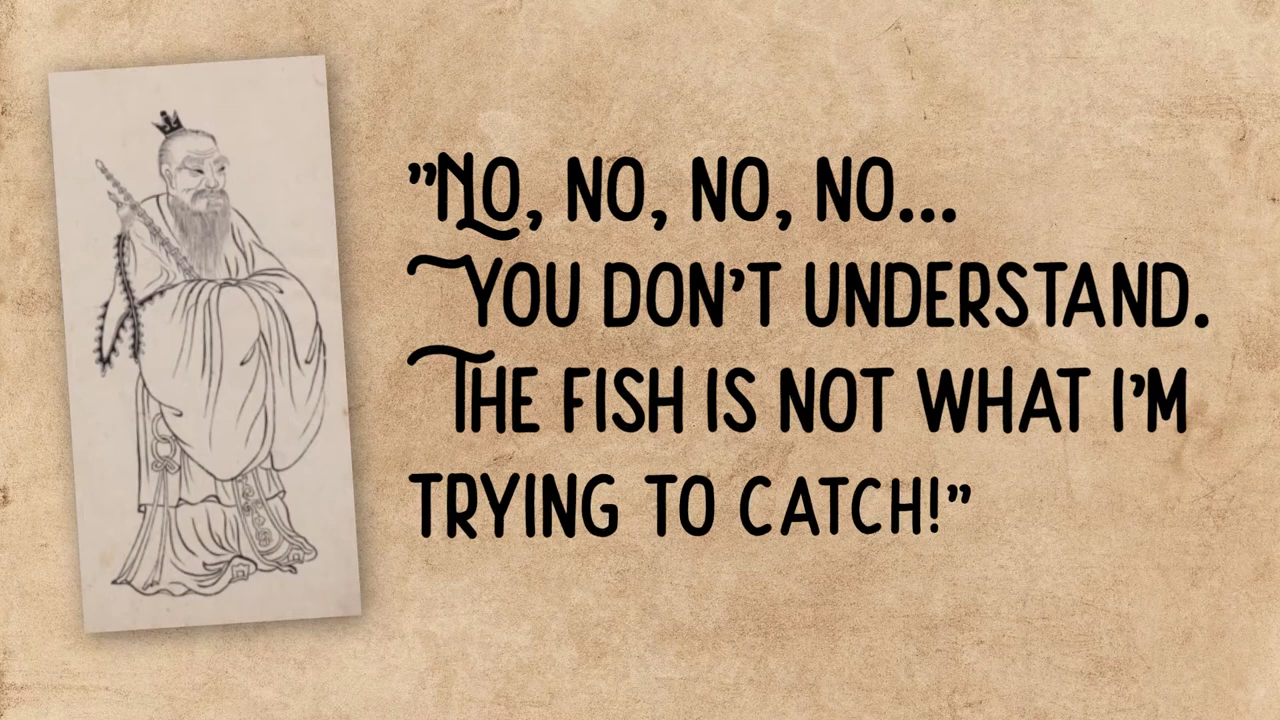 ”No, NO, NO, NO...
YOU DON’T UNDERSTAND.
THE FISH IS NOT WHAT I’M
TRYING TO CATCH!”